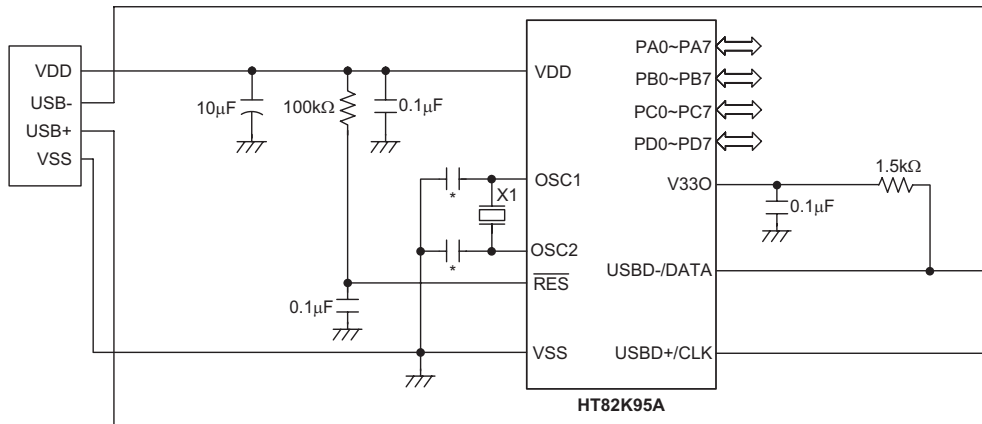 VDD
USB-
USB+
VSS
10μF
100kΩ
0.1μF
*
X1
*
0.1μF
VDD
OSC1
OSC2
RES
VSS
PA0~PA7
PB0~PB7
PC0~PC7
PD0~PD7
V33O
USBD-/DATA
USBD+/CLK
1.5kΩ
0.1μF
HT82K95A